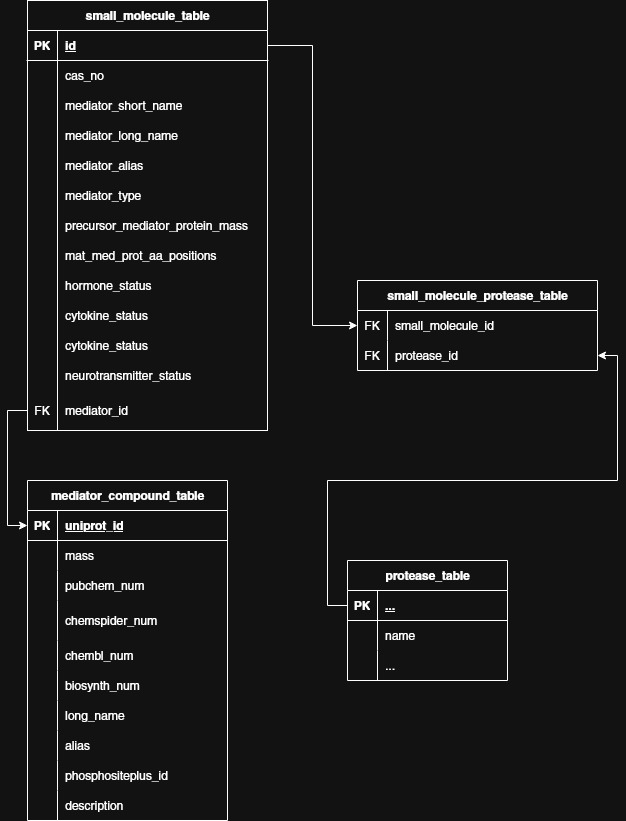 small_molecule_table
PK id
cas_no
mediator_short_name
mediator_long_name
mediator_alias
mediator_type
precursor_mediator_protein_mass
mat_med_prot_aa_positions
hormone_status
cytokine_status
cytokine_status
neurotransmitter_status
FK mediator_id
small_molecule_protease_table
FK small_molecule_id
FK protease_id
mediator_compound_table
PK uniprot_id
mass
pubchem_num
chemspider_num
chembl_num
biosynth_num
long_name
alias
phosphositeplus_id
description
protease_table
PK ...
name
...